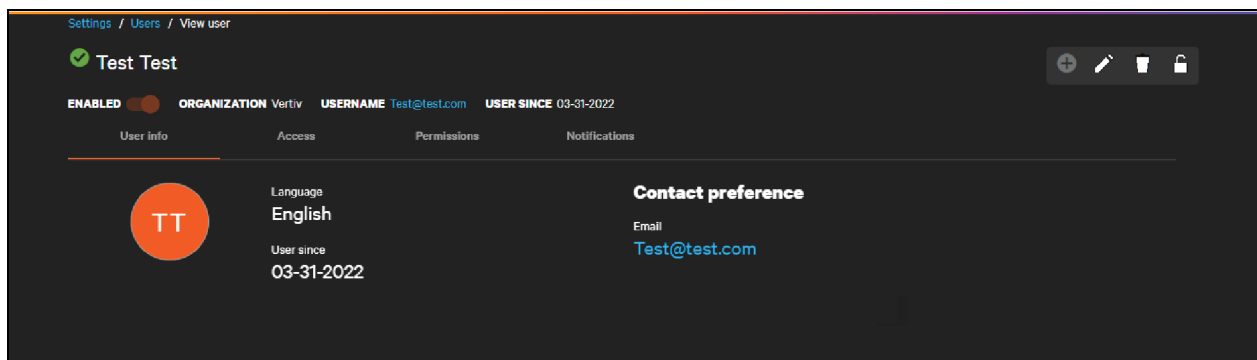 Settings / Users / View user
Test Test
ENABLED ORGANIZATION Vertiv USERNAME Test@test.com USER SINCE 03-31-2022
User info Access Permissions Notifications
TT
Language
English
User since
03-31-2022
Contact preference
Email
Test@test.com